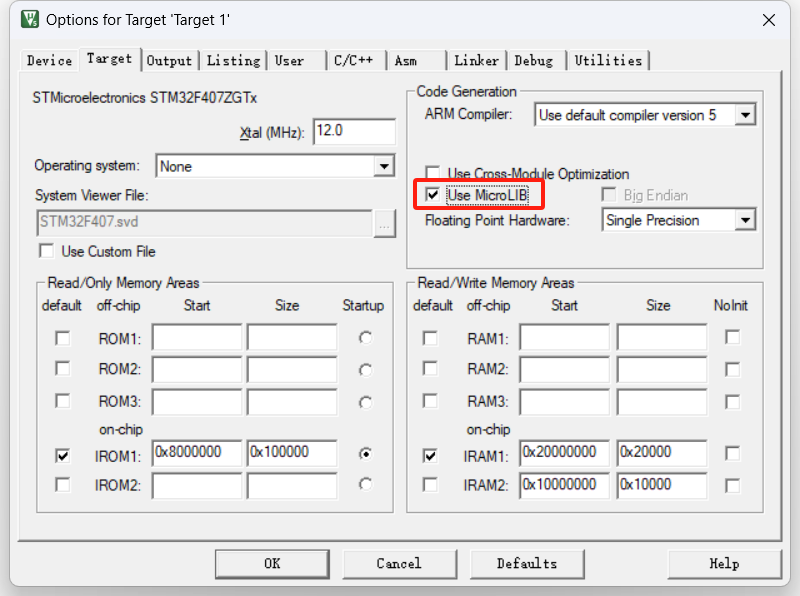 Options for Target 'Target 1'
Device Target Output Listing User C/C++ Asm Linker Debug Utilities
STMicroelectronics STM32F407ZGTx
Xtal (MHz): 12.0
Operating system: None
System Viewer File:
STM32F407.svd ...
Use Custom File
Code Generation
ARM Compiler: Use default compiler version 5
Use Cross-Module Optimization
Use MicroLIB Big Endian
Floating Point Hardware: Single Precision
Read/Only Memory Areas
default off-chip Start Size Startup
ROM1:
ROM2:
ROM3:
on-chip
IROM1: 0x8000000 0x100000
IROM2:
Read/Write Memory Areas
default off-chip Start Size NoInit
RAM1:
RAM2:
RAM3:
on-chip
IRAM1: 0x20000000 0x20000
IRAM2: 0x10000000 0x10000
OK Cancel Defaults Help